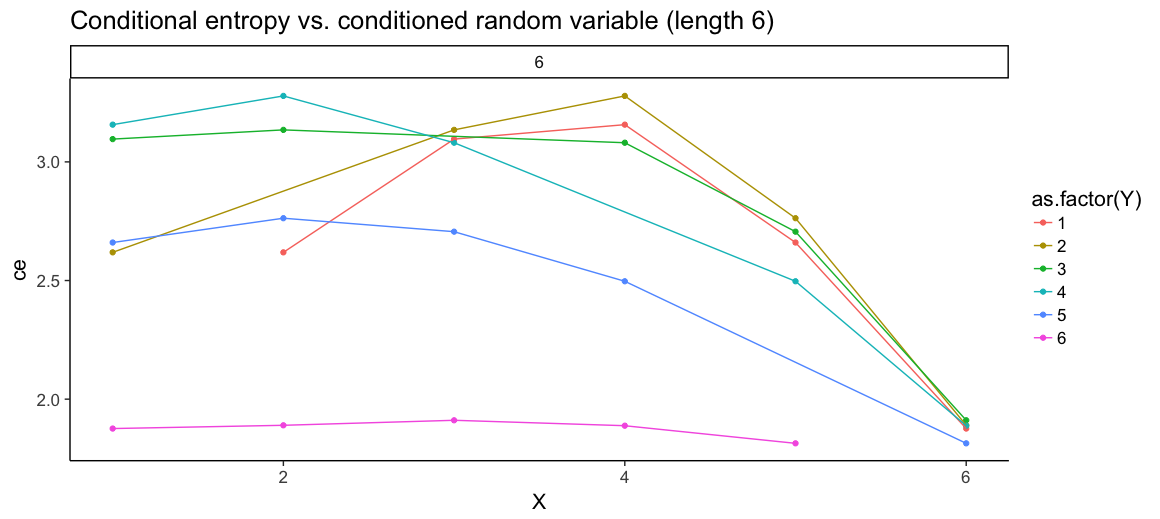 Conditional entropy vs. conditioned random variable (length 6)
6
3.0
2.5
2.0
ce
2 4 6
X
as.factor(Y)
1
2
3
4
5
6